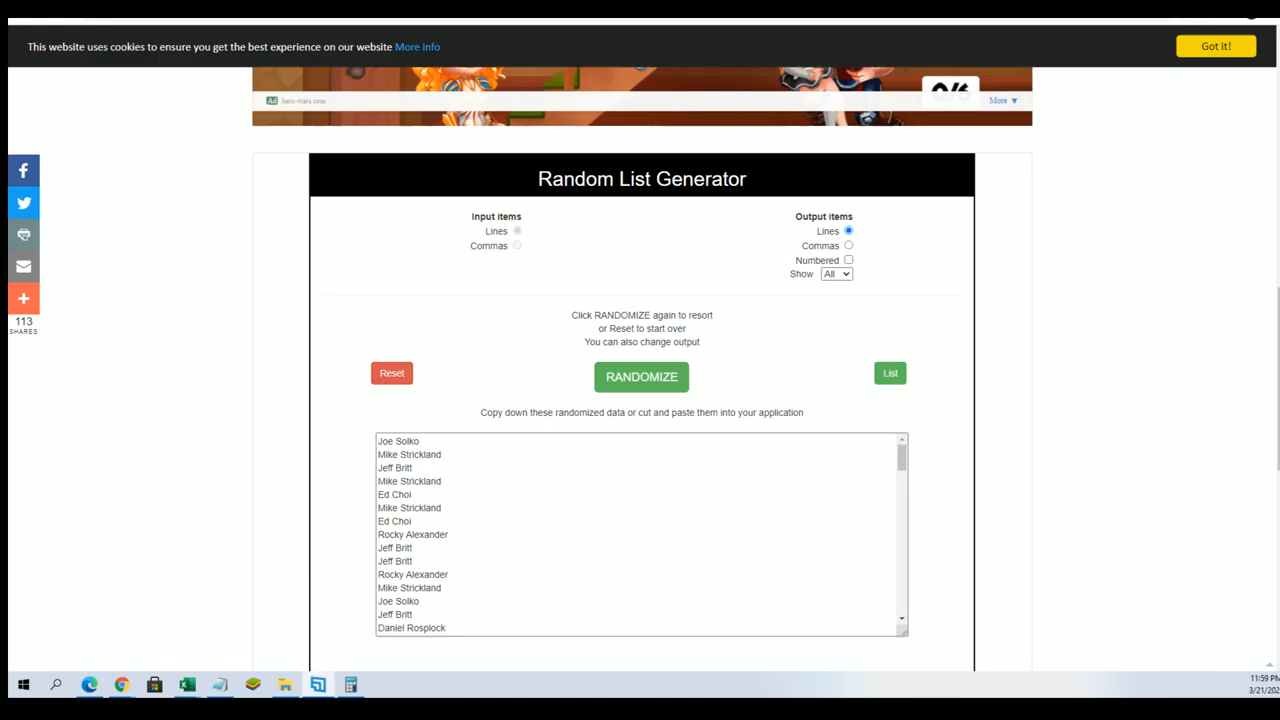 This website uses cookies to ensure you get the best experience on our website More info
Got it!
Ad hero-wars.com
More ▼
113
SHARES
Random List Generator
Input items
Lines
Commas
Output items
Lines
Commas
Numbered
Show All
Click RANDOMIZE again to resort
or Reset to start over
You can also change output
Reset
RANDOMIZE
List
Copy down these randomized data or cut and paste them into your application
Joe Solko
Mike Strickland
Jeff Britt
Mike Strickland
Ed Choi
Mike Strickland
Ed Choi
Rocky Alexander
Jeff Britt
Jeff Britt
Rocky Alexander
Mike Strickland
Joe Solko
Jeff Britt
Daniel Rosplock
11:59 PM
3/21/202